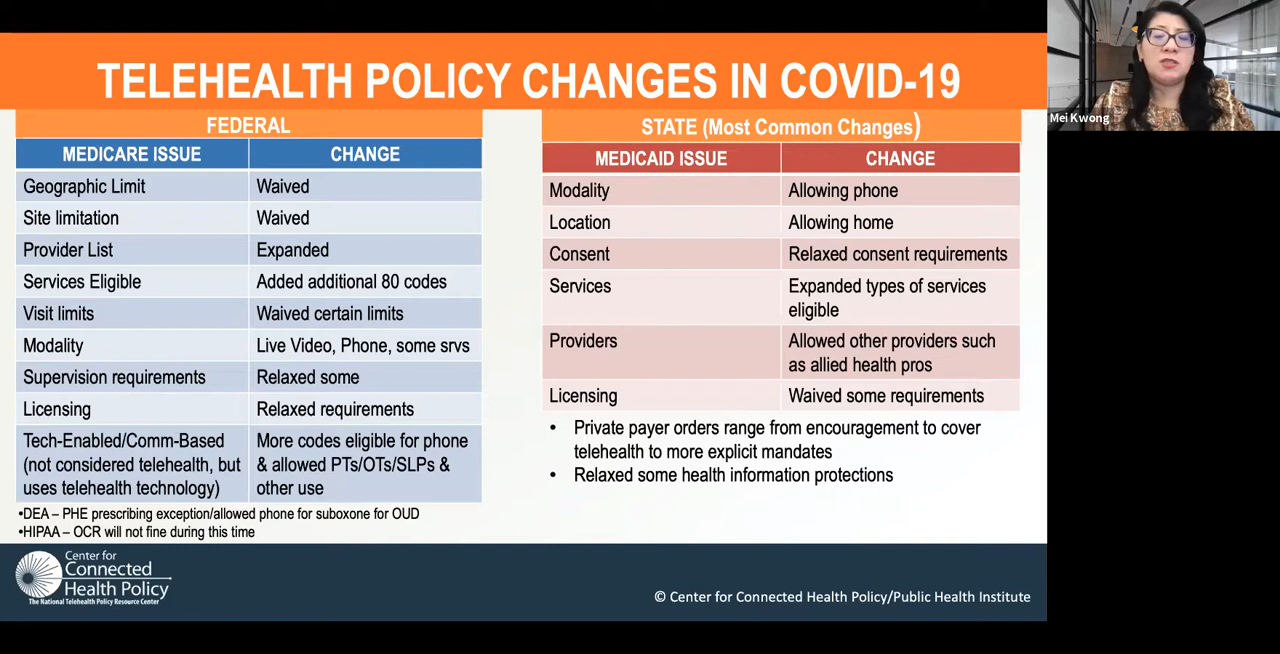 TELEHEALTH POLICY CHANGES IN COVID-19
Mei Kwong
FEDERAL
MEDICARE ISSUE CHANGE
Geographic Limit Waived
Site limitation Waived
Provider List Expanded
Services Eligible Added additional 80 codes
Visit limits Waived certain limits
Modality Live Video, Phone, some srvs
Supervision requirements Relaxed some
Licensing Relaxed requirements
Tech-Enabled/Comm-Based More codes eligible for phone
(not considered telehealth, but & allowed PTs/OTs/SLPs &
uses telehealth technology) other use
•DEA – PHE prescribing exception/allowed phone for suboxone for OUD
•HIPAA – OCR will not fine during this time
STATE (Most Common Changes)
MEDICAID ISSUE CHANGE
Modality Allowing phone
Location Allowing home
Consent Relaxed consent requirements
Services Expanded types of services
eligible
Providers Allowed other providers such
as allied health pros
Licensing Waived some requirements
• Private payer orders range from encouragement to cover
telehealth to more explicit mandates
• Relaxed some health information protections
Center for
Connected
Health Policy
The National Telehealth Policy Resource Center
© Center for Connected Health Policy/Public Health Institute